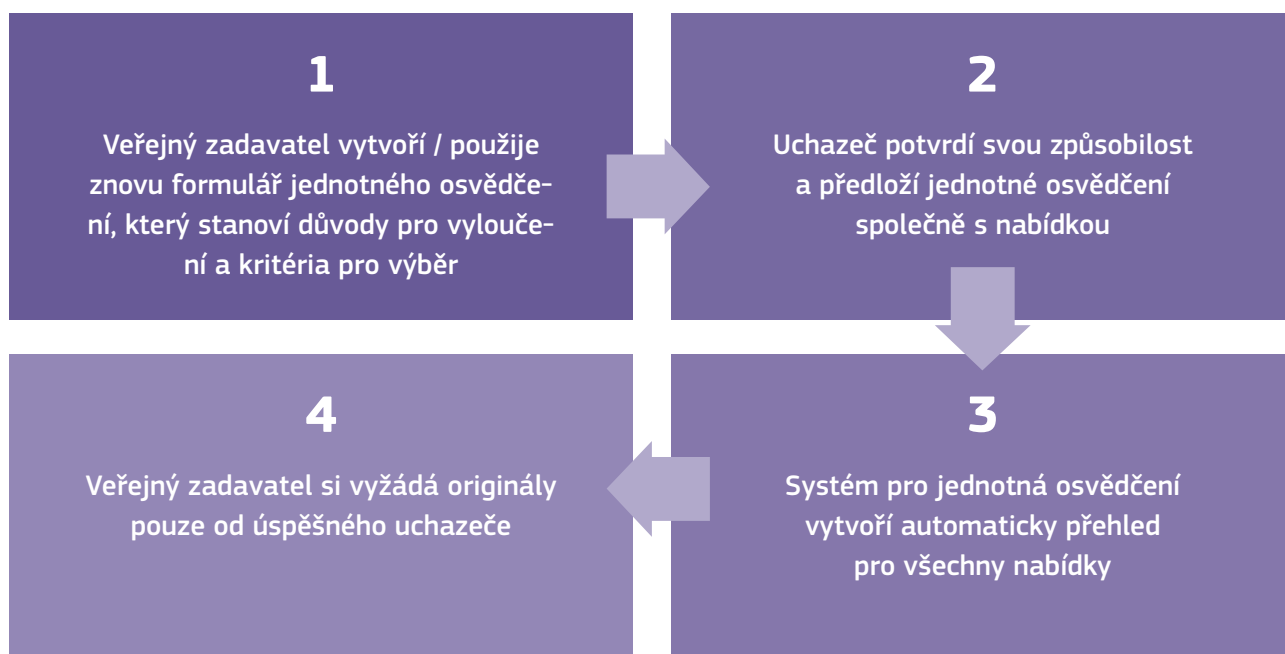 1
Veřejný zadavatel vytvoří / použije
znovu formulář jednotného osvědče-
ní, který stanoví důvody pro vylouče-
ní a kritéria pro výběr
2
Uchazeč potvrdí svou způsobilost
a předloží jednotné osvědčení
společně s nabídkou
3
Systém pro jednotná osvědčení
vytvoří automaticky přehled
pro všechny nabídky
4
Veřejný zadavatel si vyžádá originály
pouze od úspěšného uchazeče